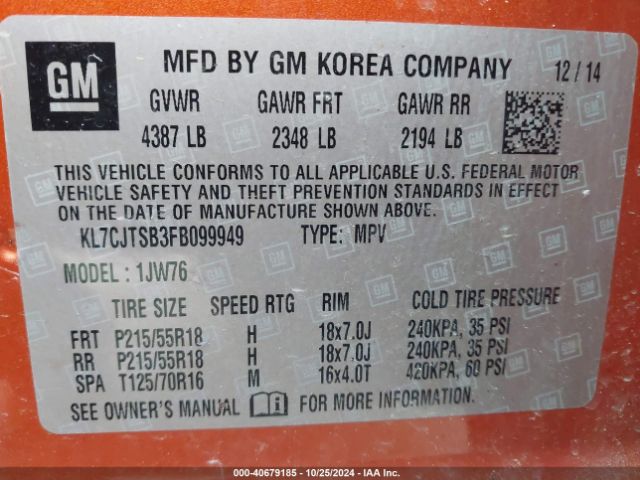 GM
MFD BY GM KOREA COMPANY 12/14
GVWR GAWR FRT GAWR RR
4387 LB 2348 LB 2194 LB
THIS VEHICLE CONFORMS TO ALL APPLICABLE U.S. FEDERAL MOTOR
VEHICLE SAFETY AND THEFT PREVENTION STANDARDS IN EFFECT
ON THE DATE OF MANUFACTURE SHOWN ABOVE.
KL7CJTSB3FB099949 TYPE: MPV
MODEL : 1JW76
TIRE SIZE SPEED RTG RIM COLD TIRE PRESSURE
FRT P215/55R18 H 18x7.0J 240KPA, 35 PSI
RR P215/55R18 H 18x7.0J 240KPA, 35 PSI
SPA T125/70R16 M 16x4.0T 420KPA, 60 PSI
SEE OWNER'S MANUAL i FOR MORE INFORMATION.
000-40679185 - 10/25/2024 - IAA Inc.